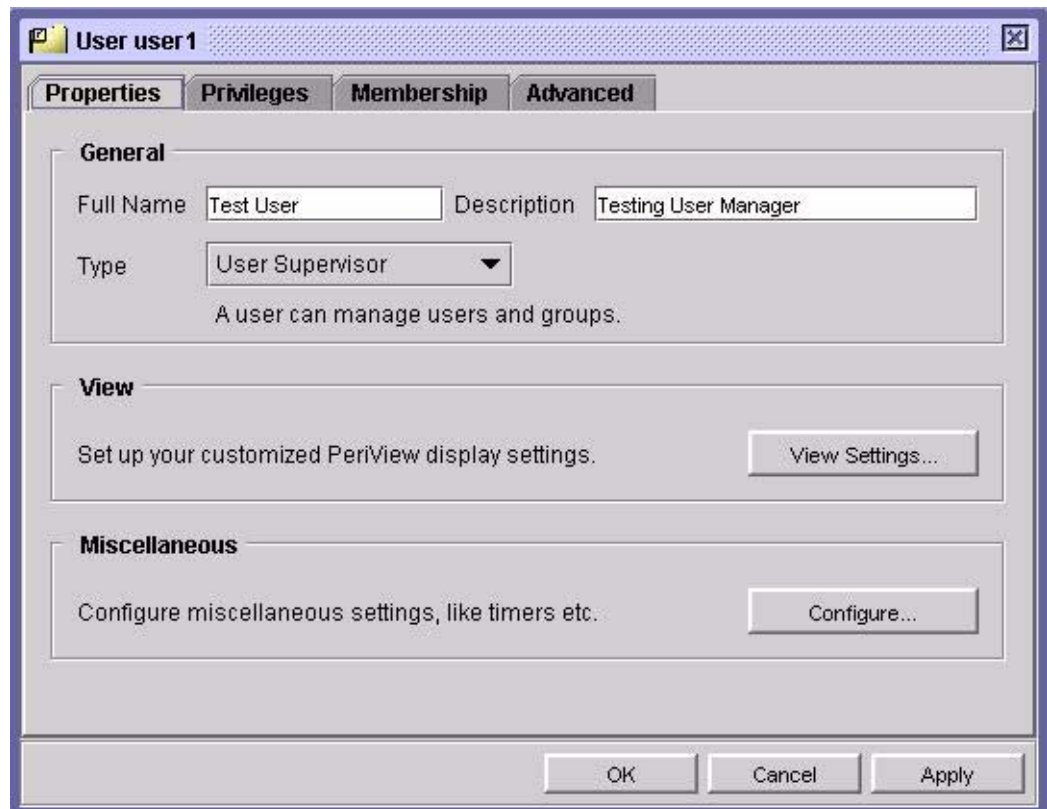 User user1
Properties Privileges Membership Advanced
General
Full Name Test User Description Testing User Manager
Type User Supervisor
A user can manage users and groups.
View
Set up your customized PeriView display settings. View Settings...
Miscellaneous
Configure miscellaneous settings, like timers etc. Configure...
OK Cancel Apply